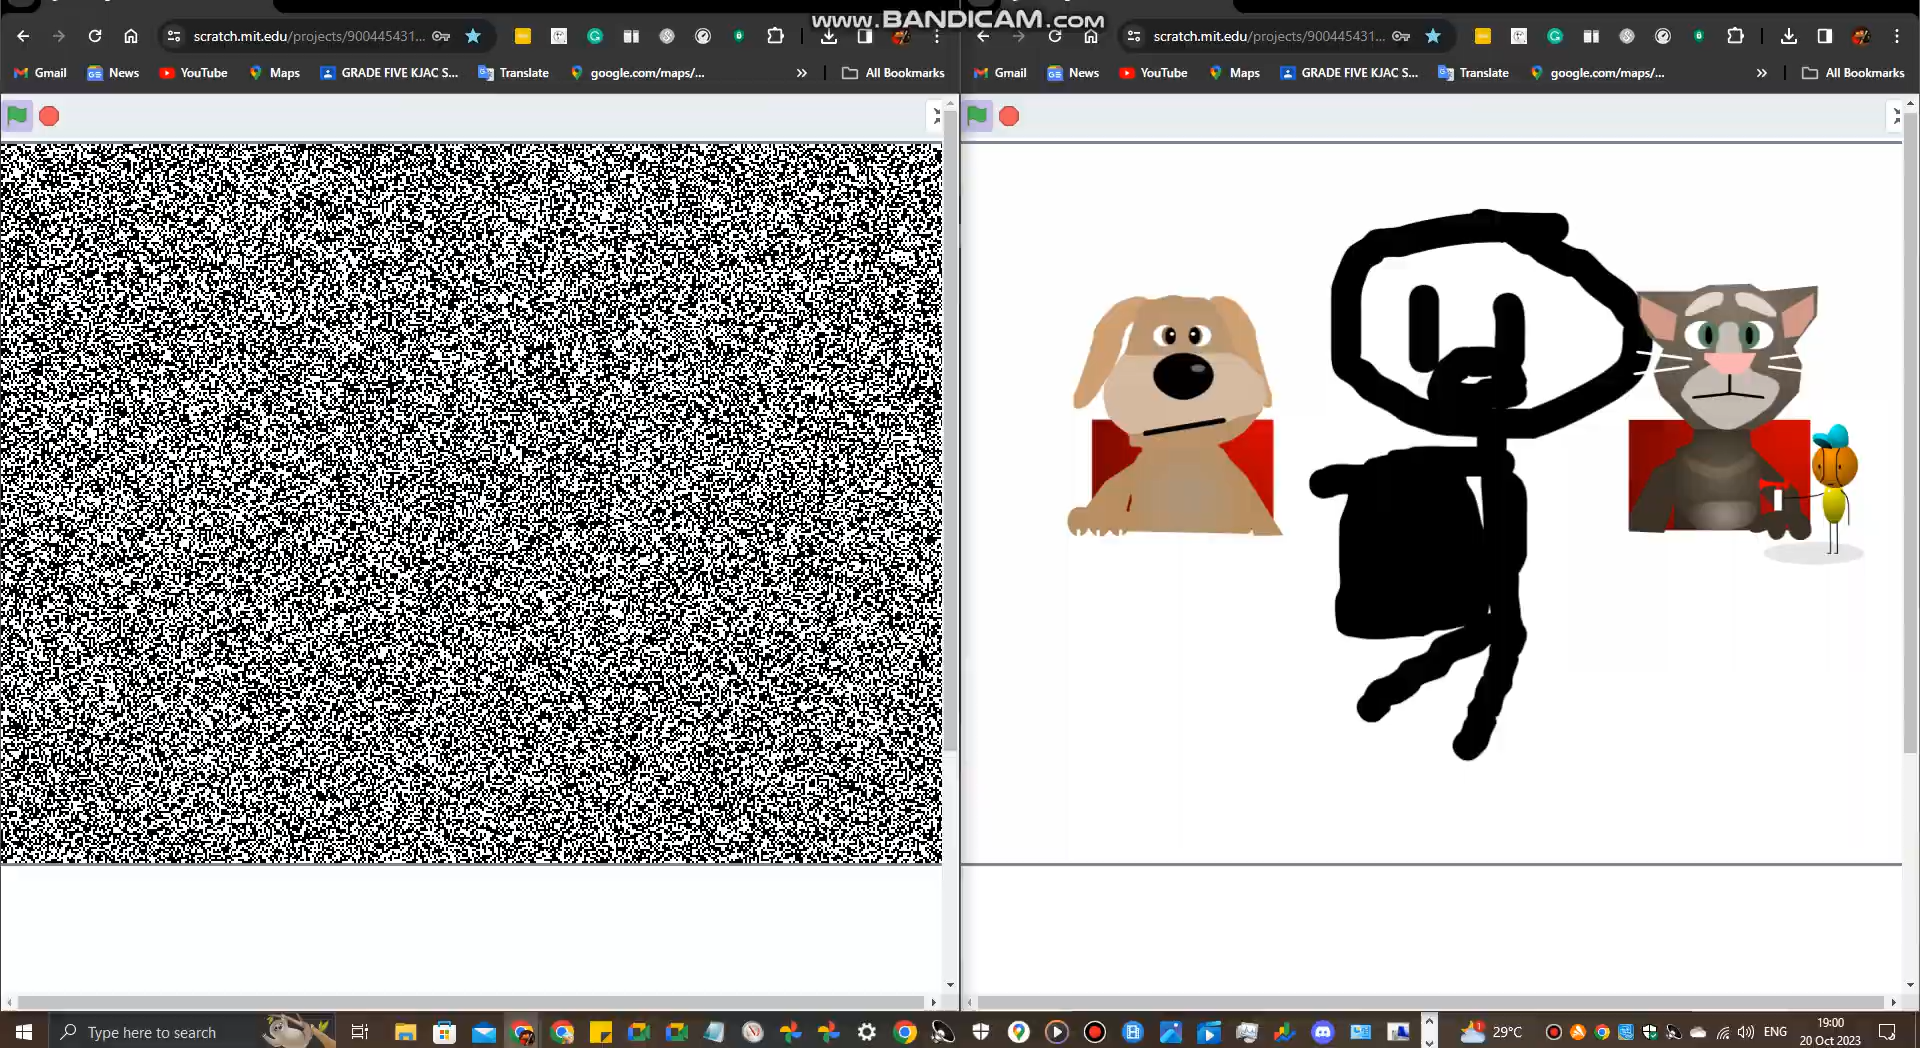 www.BANDICAM.com
scratch.mit.edu/projects/900445431...
scratch.mit.edu/projects/900445431...
Gmail
News
YouTube
Maps
GRADE FIVE KJAC S...
Translate
google.com/maps/...
»
All Bookmarks
Gmail
News
YouTube
Maps
GRADE FIVE KJAC S...
Translate
google.com/maps/...
»
All Bookmarks
Type here to search
29°C
ENG
19:00
20 Oct 2023